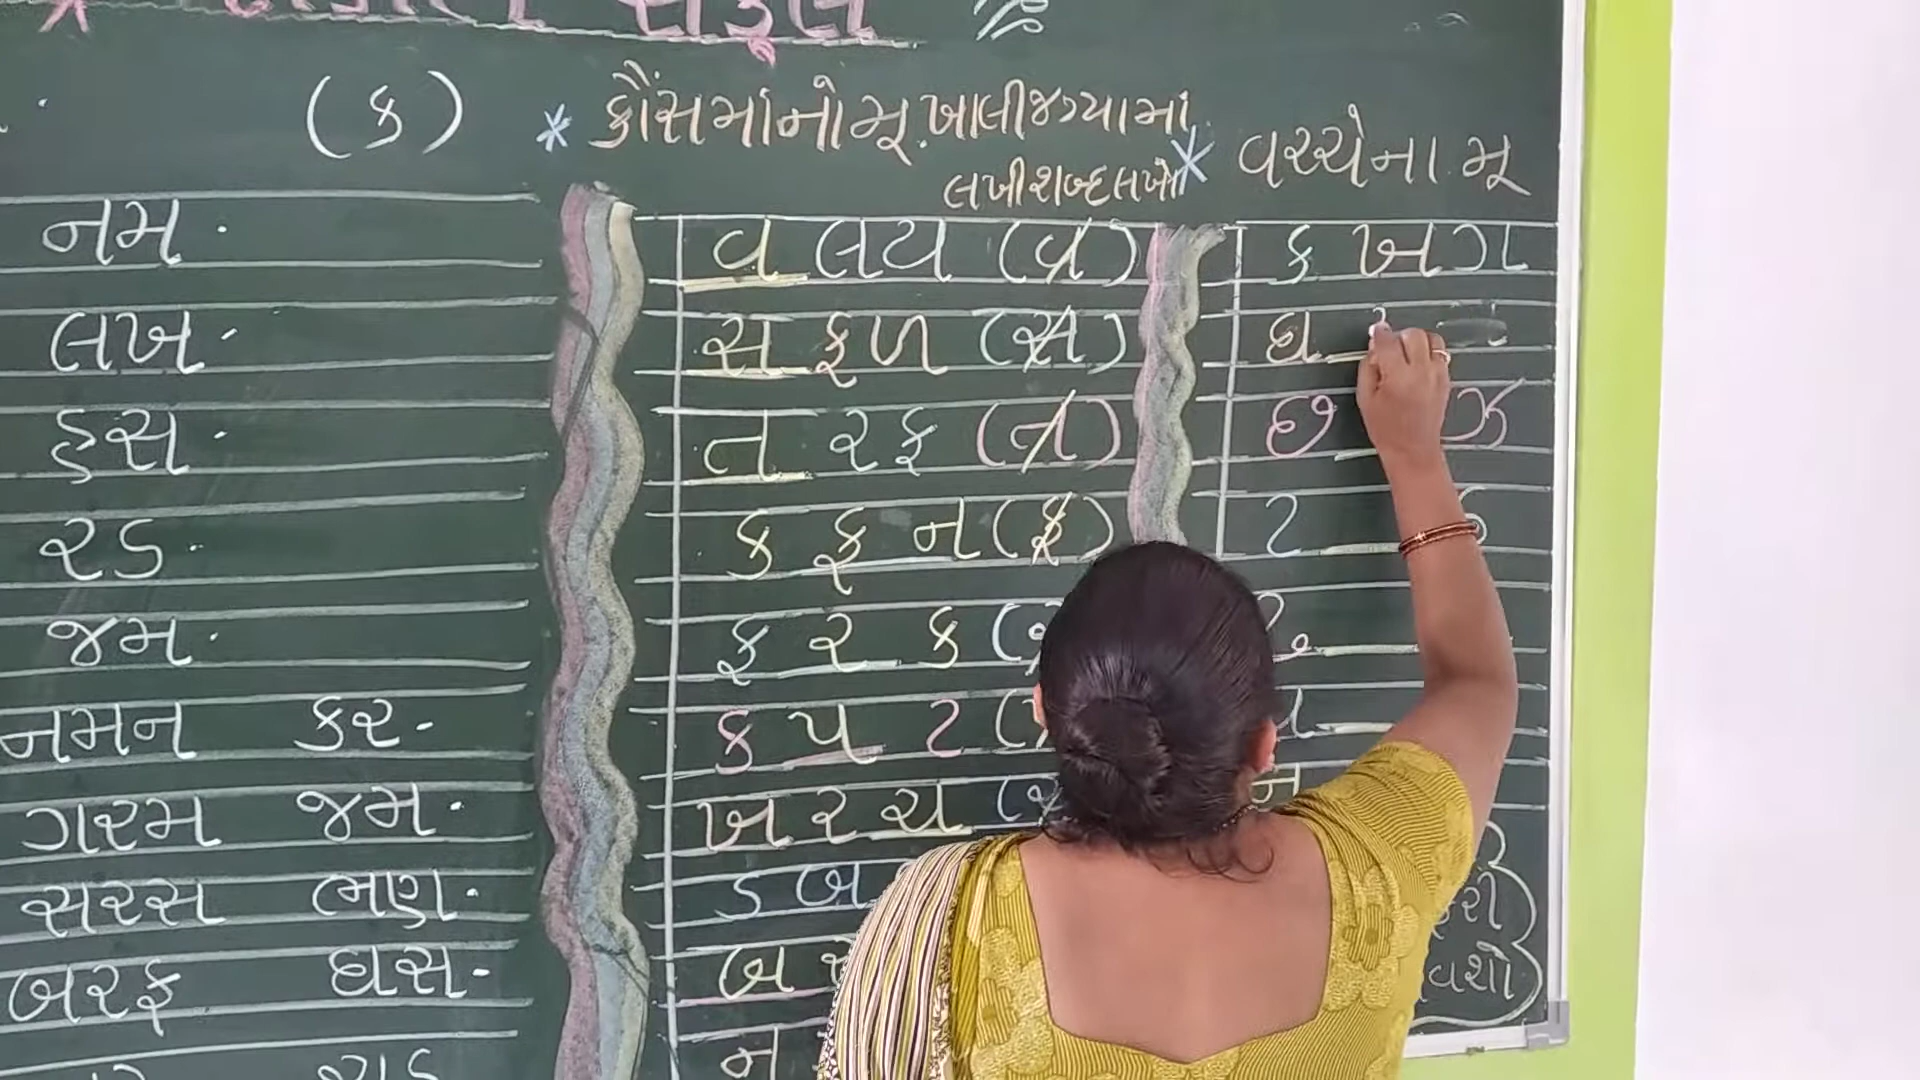 (ક)
* કૌંસમાંનો મૂ. ખાલીજગ્યામાં
લખી શબ્દ લખો
* વચ્ચેના મૂ
નમ.
લખ.
હસ.
રડ.
જમ.
નમન કર.
ગરમ જમ.
સરસ ભણ.
બરફ ઘસ.
વ લય (વ)
સ ફળ (સ)
ત ર ફ (ત)
ક ફ ન (ફ)
ફ ર ક (
ક પ ટ (
ખ ર ચ (
ડ બ
બ
ન
ક ખ ગ
ઘ
છ ઝ
ટ
ન